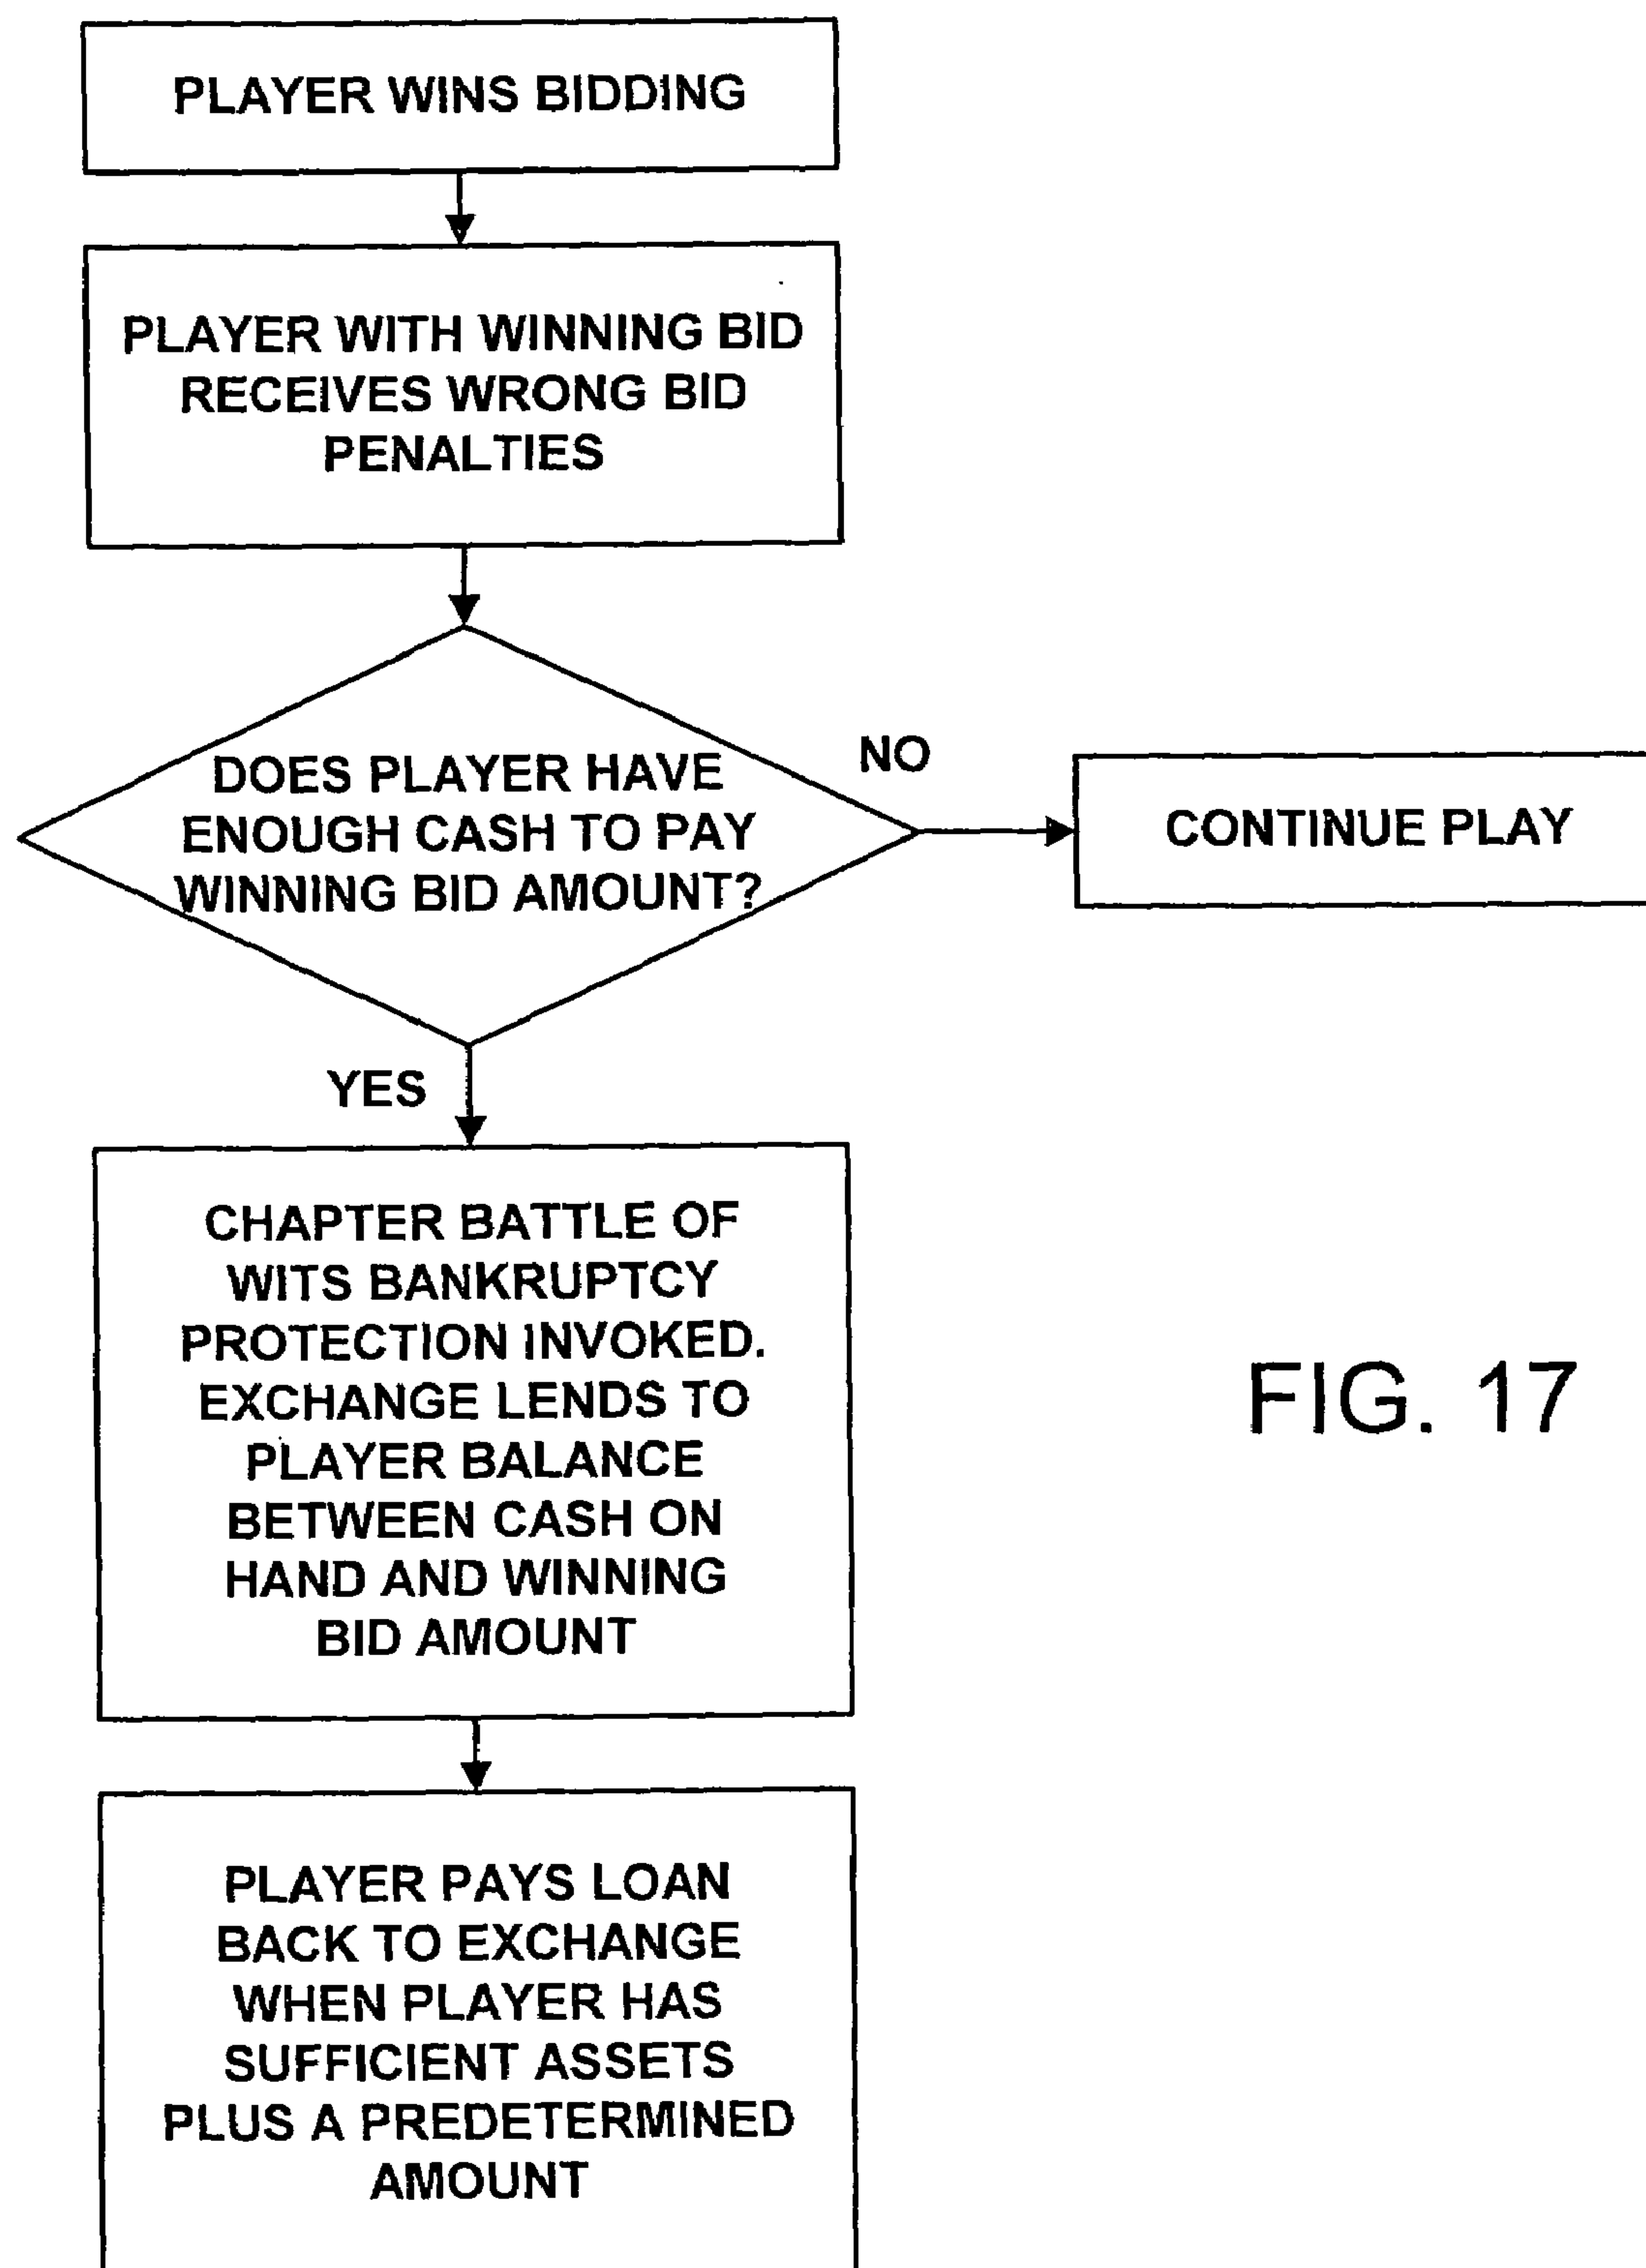 PLAYER WINS BIDDING
PLAYER WITH WINNING BID
RECEIVES WRONG BID
PENALTIES
DOES PLAYER HAVE
ENOUGH CASH TO PAY
WINNING BID AMOUNT?
NO
CONTINUE PLAY
YES
CHAPTER BATTLE OF
WITS BANKRUPTCY
PROTECTION INVOKED.
EXCHANGE LENDS TO
PLAYER BALANCE
BETWEEN CASH ON
HAND AND WINNING
BID AMOUNT
FIG. 17
PLAYER PAYS LOAN
BACK TO EXCHANGE
WHEN PLAYER HAS
SUFFICIENT ASSETS
PLUS A PREDETERMINED
AMOUNT